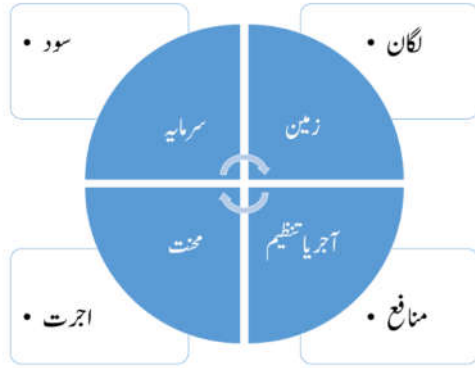 لگان •
سود •
زمین
سرمایہ
آجر یا تنظیم
محنت
منافع •
اجرت •